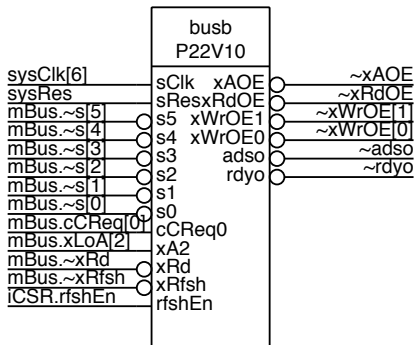 busb
P22V10
sysClk[6] sClk xAOE ~xAOE
sysRes sRes xRdOE ~xRdOE
mBus.~s[5] s5 xWrOE1 ~xWrOE[1]
mBus.~s[4] s4 xWrOE0 ~xWrOE[0]
mBus.~s[3] s3 adso ~adso
mBus.~s[2] s2 rdyo ~rdyo
mBus.~s[1] s1
mBus.~s[0] s0
mBus.cCReq[0] cCReq0
mBus.xLoA[2] xA2
mBus.~xRd xRd
mBus.~xRfsh xRfsh
iCSR.rfshEn rfshEn